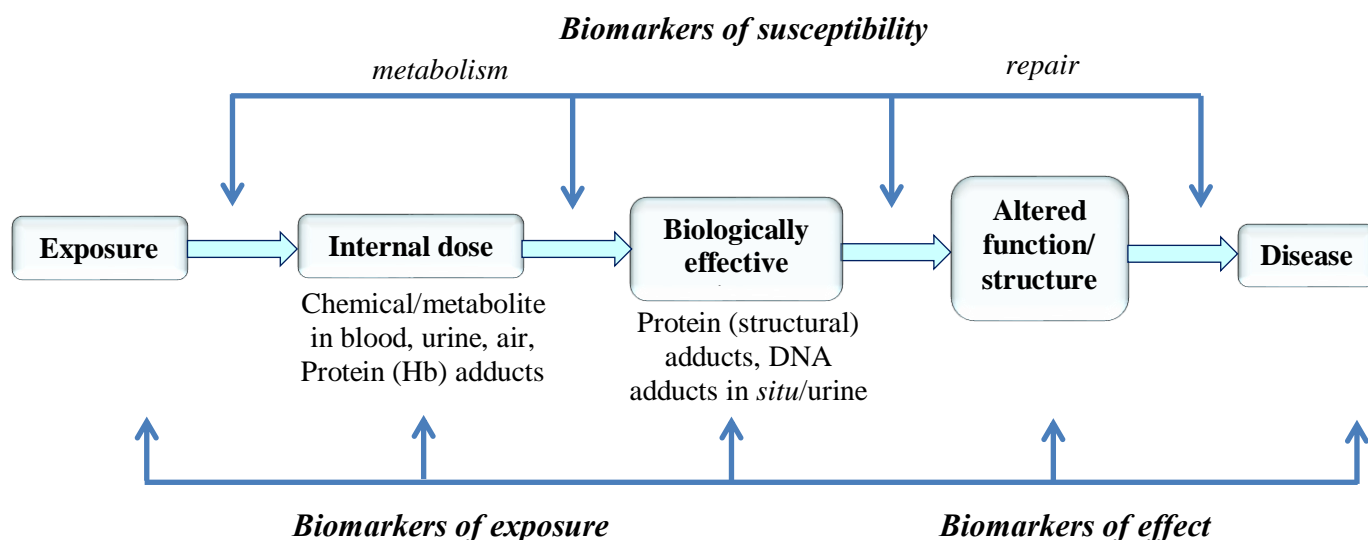 Biomarkers of susceptibility
metabolism
repair
Exposure
Internal dose
Biologically
effective
Altered
function/
structure
Disease
Chemical/metabolite
in blood, urine, air,
Protein (Hb) adducts
Protein (structural)
adducts, DNA
adducts in situ/urine
Biomarkers of exposure
Biomarkers of effect